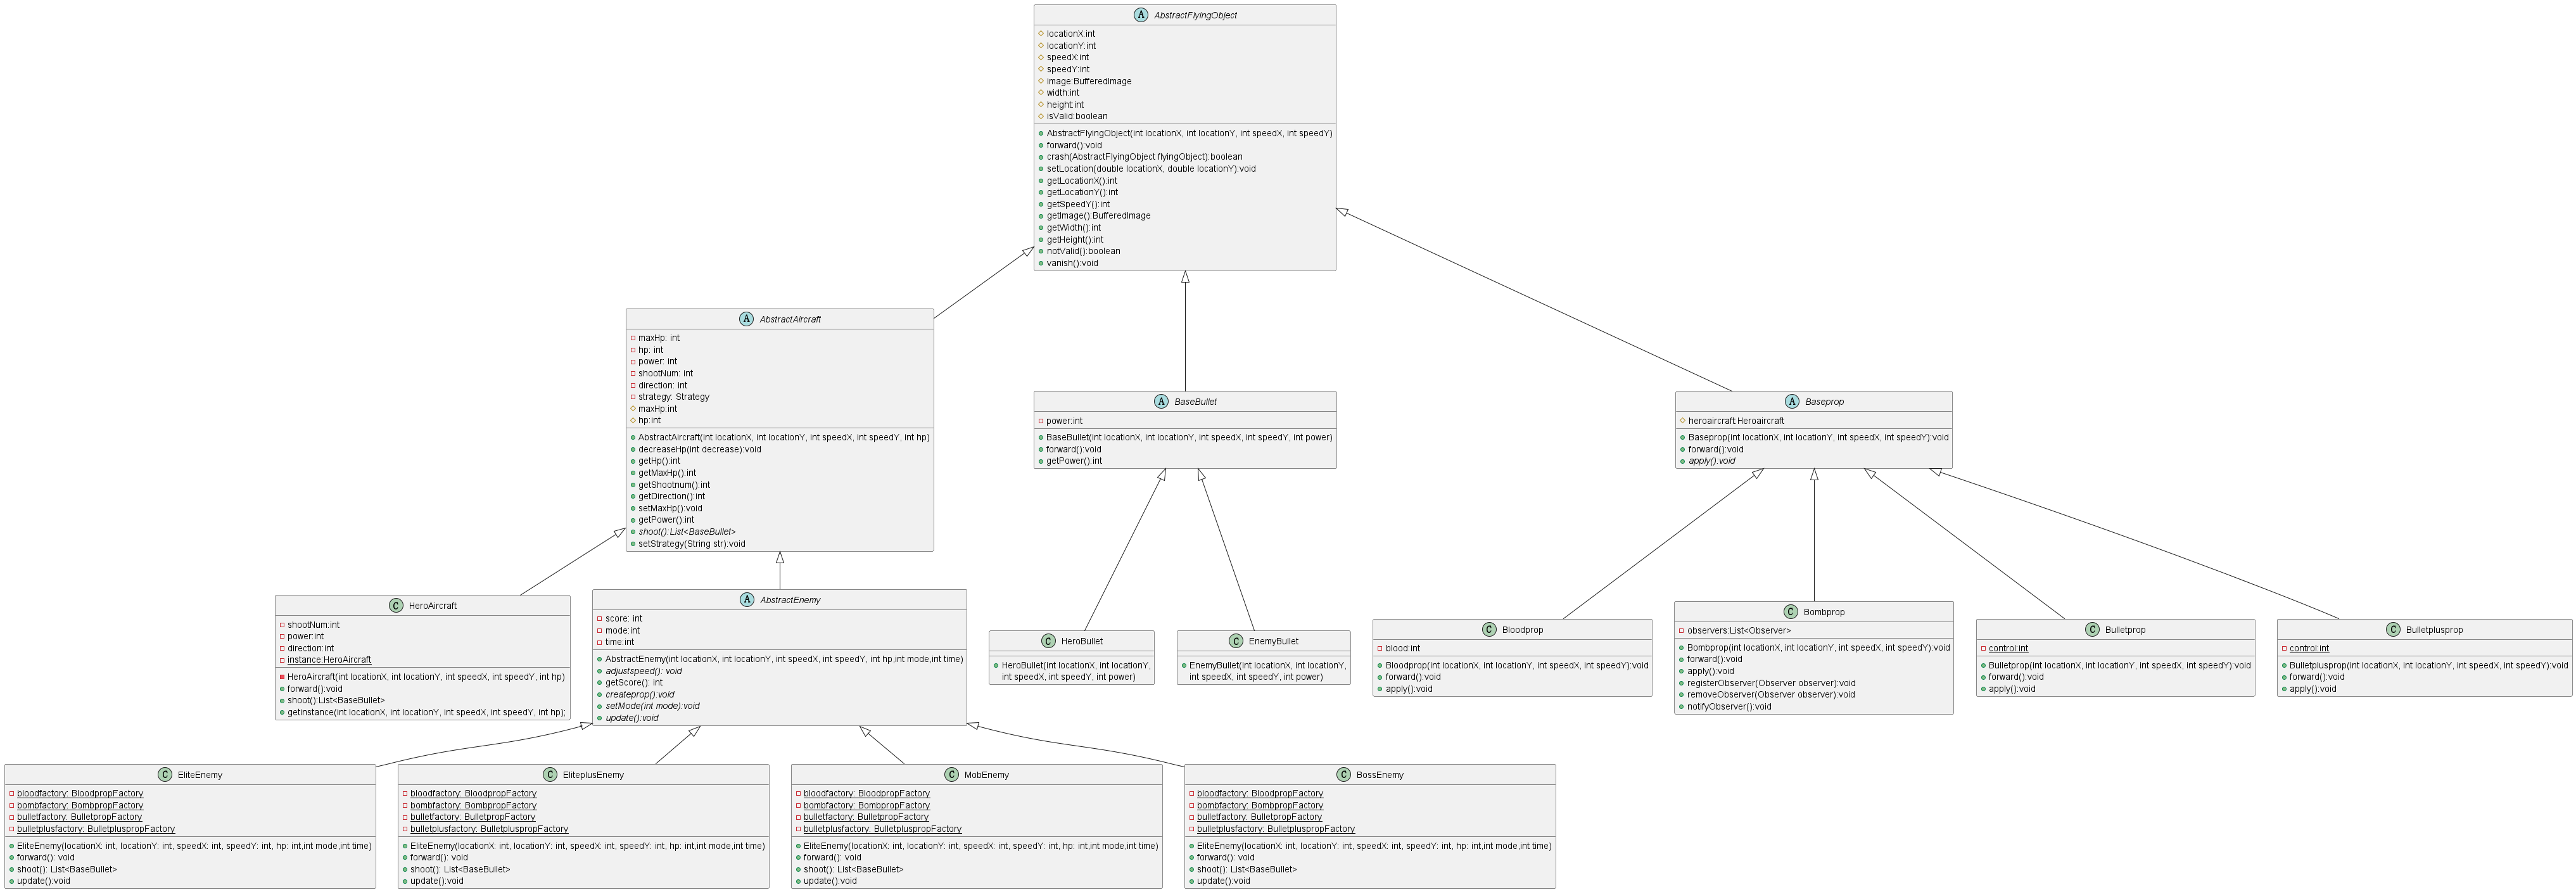 A AbstractFlyingObject
locationX:int
locationY:int
speedX:int
speedY:int
image:BufferedImage
width:int
height:int
isValid:boolean
AbstractFlyingObject(int locationX, int locationY, int speedX, int speedY)
forward():void
crash(AbstractFlyingObject flyingObject):boolean
setLocation(double locationX, double locationY):void
getLocationX():int
getLocationY():int
getSpeedY():int
getImage():BufferedImage
getWidth():int
getHeight():int
notValid():boolean
vanish():void
A AbstractAircraft
maxHp: int
hp: int
power: int
shootNum: int
direction: int
strategy: Strategy
maxHp:int
hp:int
AbstractAircraft(int locationX, int locationY, int speedX, int speedY, int hp)
decreaseHp(int decrease):void
getHp():int
getMaxHp():int
getShootnum():int
getDirection():int
setMaxHp():void
getPower():int
shoot():List<BaseBullet>
setStrategy(String str):void
A BaseBullet
power:int
BaseBullet(int locationX, int locationY, int speedX, int speedY, int power)
forward():void
getPower():int
A Baseprop
heroaircraft:Heroaircraft
Baseprop(int locationX, int locationY, int speedX, int speedY):void
forward():void
apply():void
C HeroAircraft
shootNum:int
power:int
direction:int
instance:HeroAircraft
HeroAircraft(int locationX, int locationY, int speedX, int speedY, int hp)
forward():void
shoot():List<BaseBullet>
getinstance(int locationX, int locationY, int speedX, int speedY, int hp);
A AbstractEnemy
score: int
mode:int
time:int
AbstractEnemy(int locationX, int locationY, int speedX, int speedY, int hp,int mode,int time)
adjustspeed(): void
getScore(): int
createprop():void
setMode(int mode):void
update():void
C HeroBullet
HeroBullet(int locationX, int locationY,
int speedX, int speedY, int power)
C EnemyBullet
EnemyBullet(int locationX, int locationY,
int speedX, int speedY, int power)
C Bloodprop
blood:int
Bloodprop(int locationX, int locationY, int speedX, int speedY):void
forward():void
apply():void
C Bombprop
observers:List<Observer>
Bombprop(int locationX, int locationY, int speedX, int speedY):void
forward():void
apply():void
registerObserver(Observer observer):void
removeObserver(Observer observer):void
notifyObserver():void
C Bulletprop
control:int
Bulletprop(int locationX, int locationY, int speedX, int speedY):void
forward():void
apply():void
C Bulletplusprop
control:int
Bulletplusprop(int locationX, int locationY, int speedX, int speedY):void
forward():void
apply():void
C EliteEnemy
bloodfactory: BloodpropFactory
bombfactory: BombpropFactory
bulletfactory: BulletpropFactory
bulletplusfactory: BulletpluspropFactory
EliteEnemy(locationX: int, locationY: int, speedX: int, speedY: int, hp: int,int mode,int time)
forward(): void
shoot(): List<BaseBullet>
update():void
C EliteplusEnemy
bloodfactory: BloodpropFactory
bombfactory: BombpropFactory
bulletfactory: BulletpropFactory
bulletplusfactory: BulletpluspropFactory
EliteEnemy(locationX: int, locationY: int, speedX: int, speedY: int, hp: int,int mode,int time)
forward(): void
shoot(): List<BaseBullet>
update():void
C MobEnemy
bloodfactory: BloodpropFactory
bombfactory: BombpropFactory
bulletfactory: BulletpropFactory
bulletplusfactory: BulletpluspropFactory
EliteEnemy(locationX: int, locationY: int, speedX: int, speedY: int, hp: int,int mode,int time)
forward(): void
shoot(): List<BaseBullet>
update():void
C BossEnemy
bloodfactory: BloodpropFactory
bombfactory: BombpropFactory
bulletfactory: BulletpropFactory
bulletplusfactory: BulletpluspropFactory
EliteEnemy(locationX: int, locationY: int, speedX: int, speedY: int, hp: int,int mode,int time)
forward(): void
shoot(): List<BaseBullet>
update():void